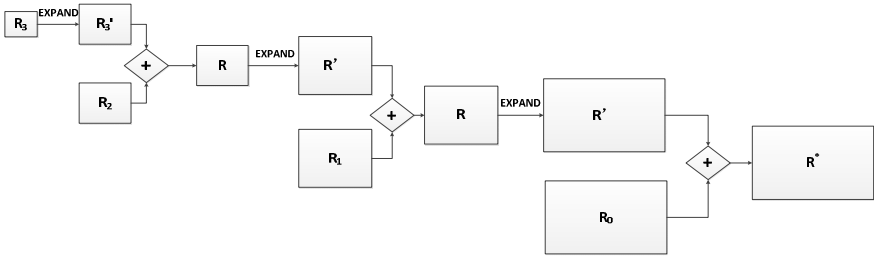 R3 EXPAND R3'
+
R2
R EXPAND R'
+
R1
R EXPAND R'
+
R0
R*